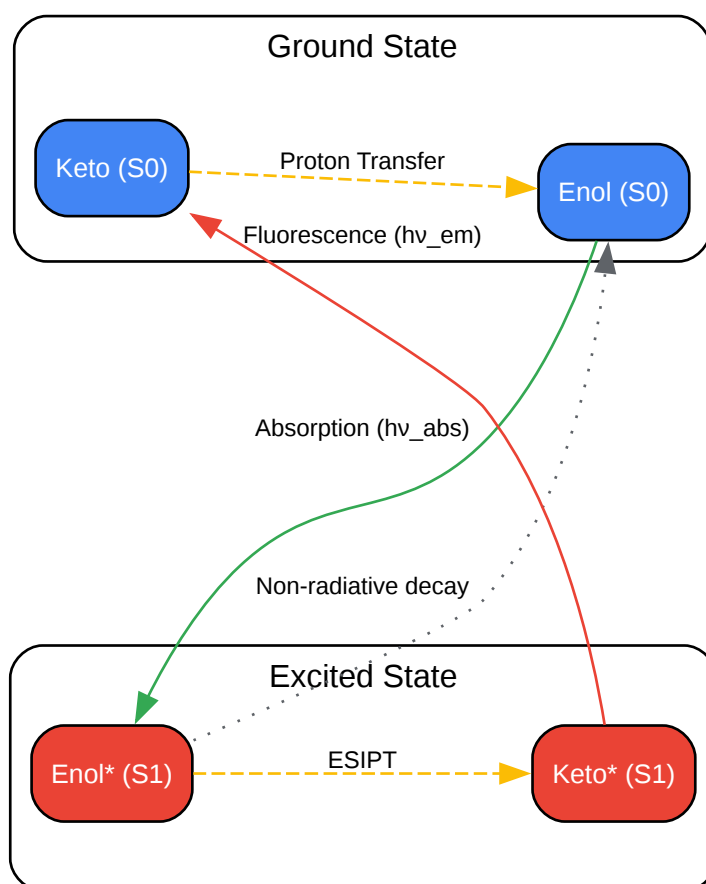 Ground State
Keto (S0)
Proton Transfer
Enol (S0)
Fluorescence (hν_em)
Absorption (hν_abs)
Non-radiative decay
Excited State
Enol* (S1)
ESIPT
Keto* (S1)